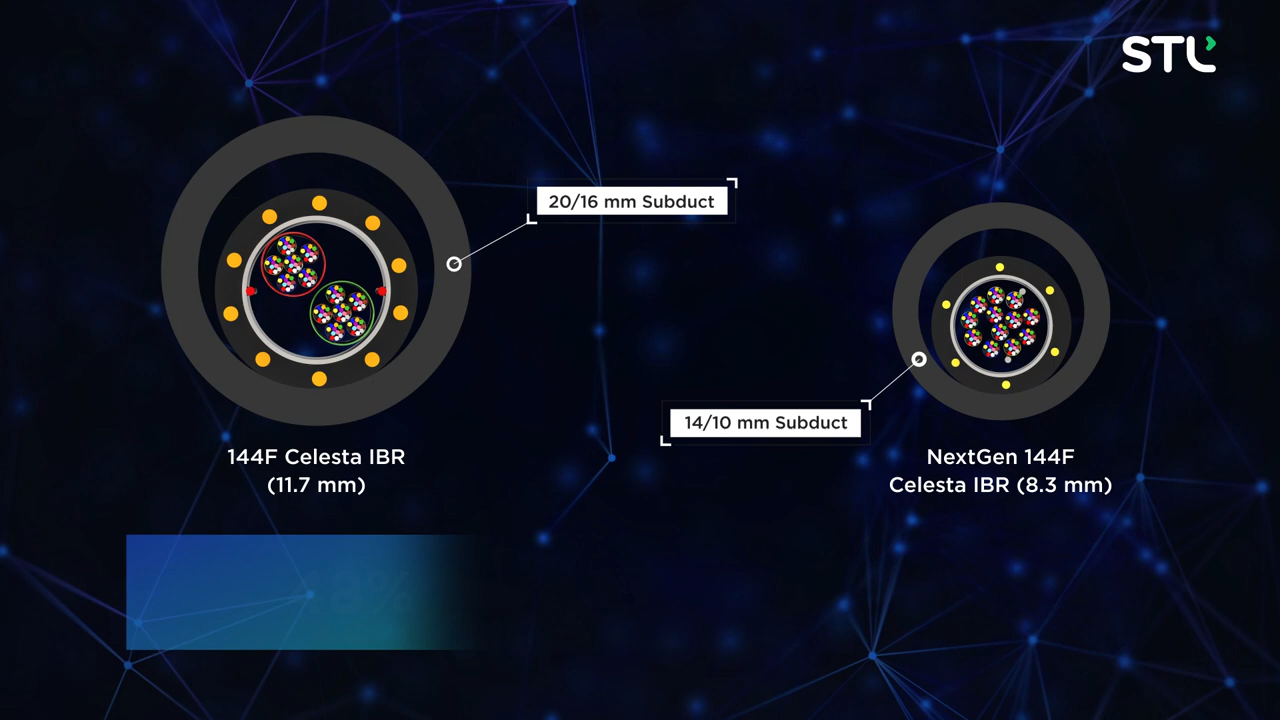 STL
20/16 mm Subduct
14/10 mm Subduct
144F Celesta IBR
(11.7 mm)
NextGen 144F
Celesta IBR (8.3 mm)